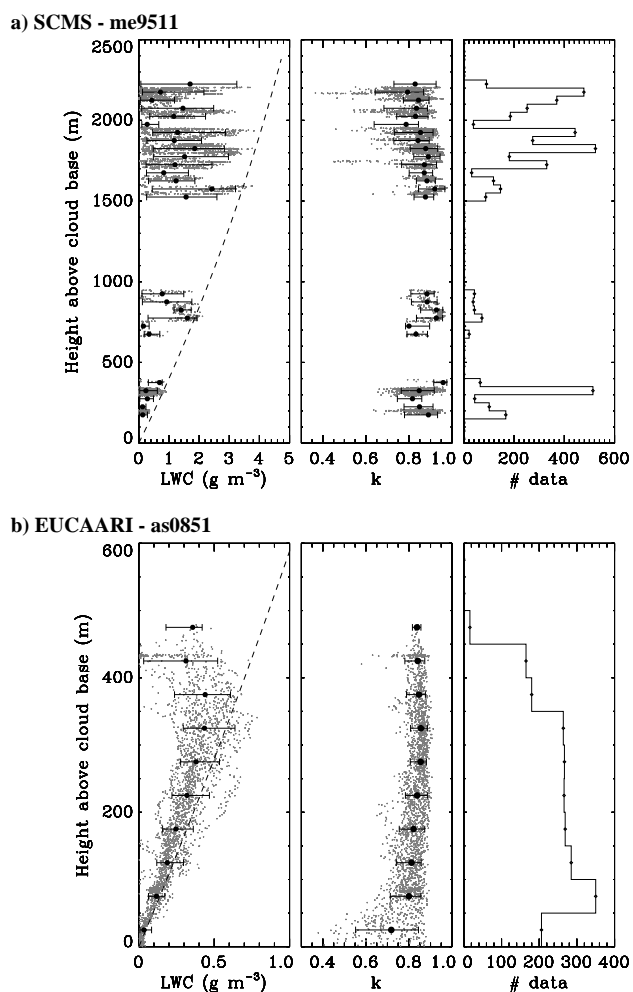 a) SCMS - me9511
Height above cloud base (m)
2500
2000
1500
1000
500
0
0 1 2 3 4 5
LWC (g m⁻³)
0.4 0.6 0.8 1.0
k
0 200 400 600
# data
b) EUCAARI - as0851
Height above cloud base (m)
600
400
200
0
0.0 0.5 1.0
LWC (g m⁻³)
0.4 0.6 0.8 1.0
k
0 100 200 300 400
# data